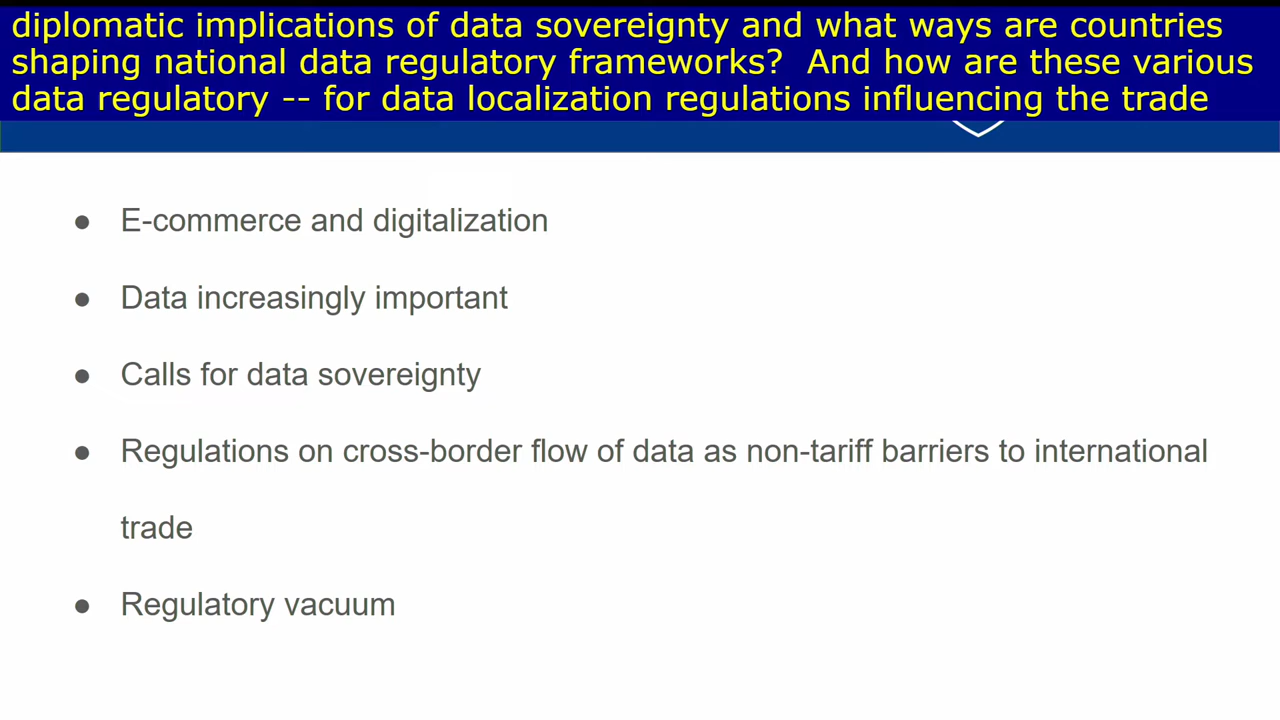 diplomatic implications of data sovereignty and what ways are countries
shaping national data regulatory frameworks?  And how are these various
data regulatory -- for data localization regulations influencing the trade
● E-commerce and digitalization
● Data increasingly important
● Calls for data sovereignty
● Regulations on cross-border flow of data as non-tariff barriers to international
trade
● Regulatory vacuum